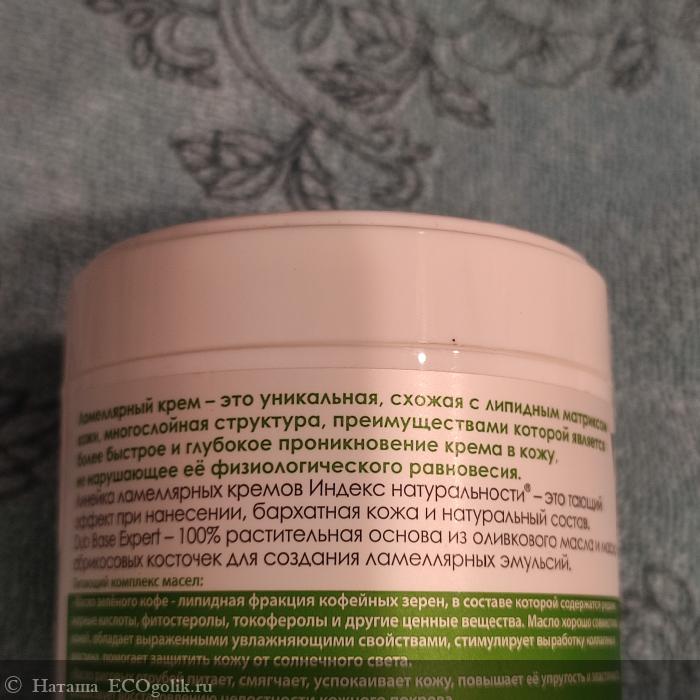 Ламеллярный крем – это уникальная, схожая с липидным матриксом
кожи, многослойная структура, преимуществами которой является
более быстрое и глубокое проникновение крема в кожу,
не нарушающее её физиологического равновесия.
Линейка ламеллярных кремов Индекс натуральности® – это тающий
эффект при нанесении, бархатная кожа и натуральный состав.
Duo Base Expert – 100% растительная основа из оливкового масла и масла
абрикосовых косточек для создания ламеллярных эмульсий.
Питающий комплекс масел:
Масло зелёного кофе - липидная фракция кофейных зерен, в составе которой содержатся
жирные кислоты, фитостеролы, токоферолы и другие ценные вещества. Масло хорошо
кожей, обладает выраженными увлажняющими свойствами, стимулирует выработку коллагена
эластина, помогает защитить кожу от солнечного света.
питает, смягчает, успокаивает кожу, повышает её упругость и
целостности кожного покрова
© Наташа ECOgolik.ru